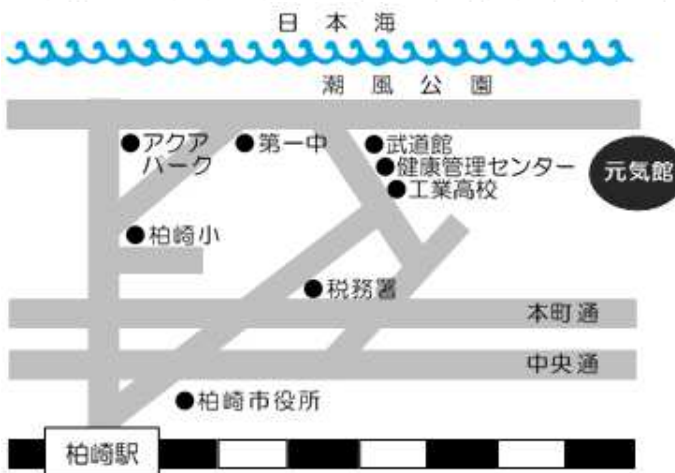 日本海
潮風公園
●アクア
パーク
●第一中
●武道館
●健康管理センター
●工業高校
元気館
●柏崎小
●税務署
本町通
中央通
●柏崎市役所
柏崎駅